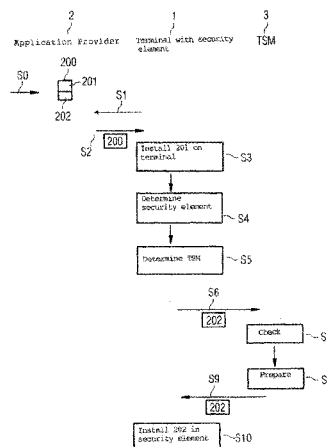 2
1
3
Application Provider
Terminal with security element
TSM
S0
200
201
202
S1
S2
200
Install 201 on terminal
S3
Determine security element
S4
Determine TSM
S5
S6
202
Check
S
Prepare
S
S9
202
Install 202 in security element
S10